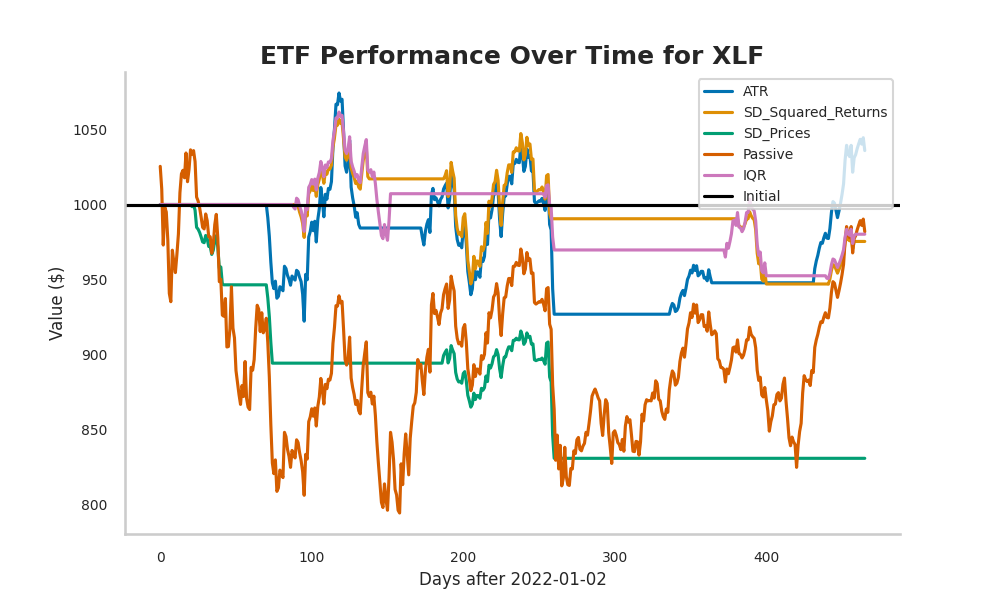 ETF Performance Over Time for XLF
ATR
SD_Squared_Returns
SD_Prices
Passive
IQR
Initial
1050
1000
950
900
850
800
Value ($)
0 100 200 300 400
Days after 2022-01-02